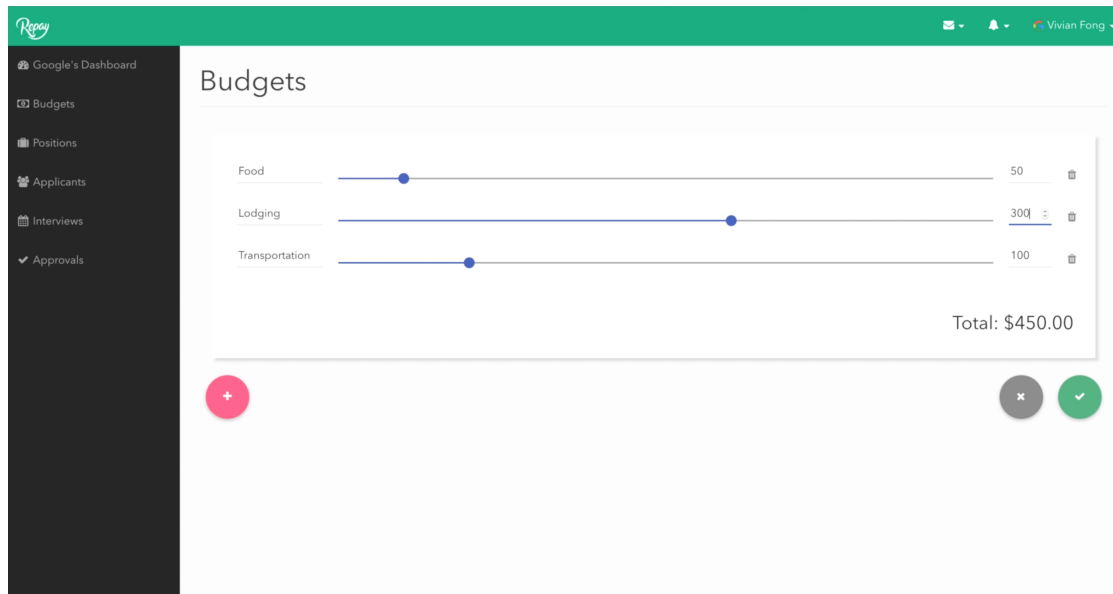 Repay
Vivian Fong
Google's Dashboard
Budgets
Positions
Applicants
Interviews
Approvals
Budgets
Food 50
Lodging 300
Transportation 100
Total: $450.00